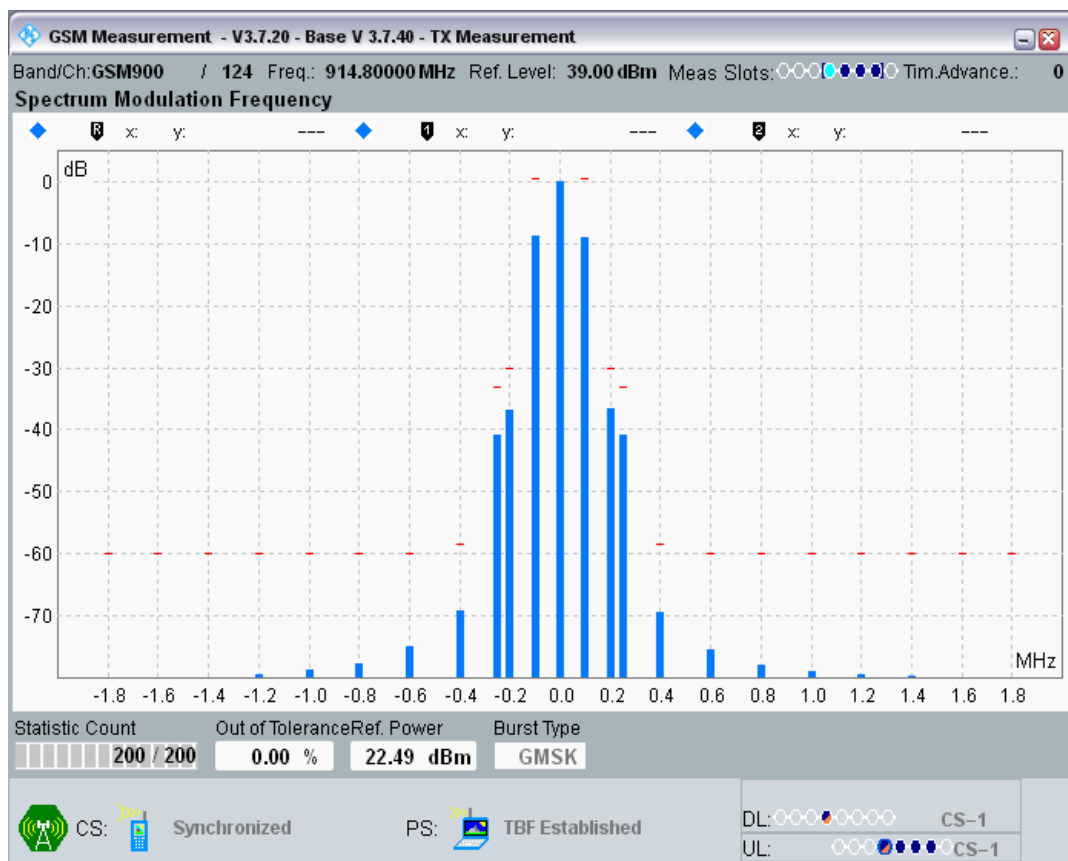 GSM Measurement - V3.7.20 - Base V 3.7.40 - TX Measurement
Band/Ch:GSM900 / 124 Freq.: 914.80000 MHz Ref. Level: 39.00 dBm Meas Slots: Tim.Advance.: 0
Spectrum Modulation Frequency
R x: y: --- 1 x: y: --- 2 x: y: ---
dB
0
-10
-20
-30
-40
-50
-60
-70
MHz
-1.8 -1.6 -1.4 -1.2 -1.0 -0.8 -0.6 -0.4 -0.2 0.0 0.2 0.4 0.6 0.8 1.0 1.2 1.4 1.6 1.8
Statistic Count Out of Tolerance Ref. Power Burst Type
200 / 200 0.00 % 22.49 dBm GMSK
CS: Synchronized PS: TBF Established DL: CS-1
UL: CS-1